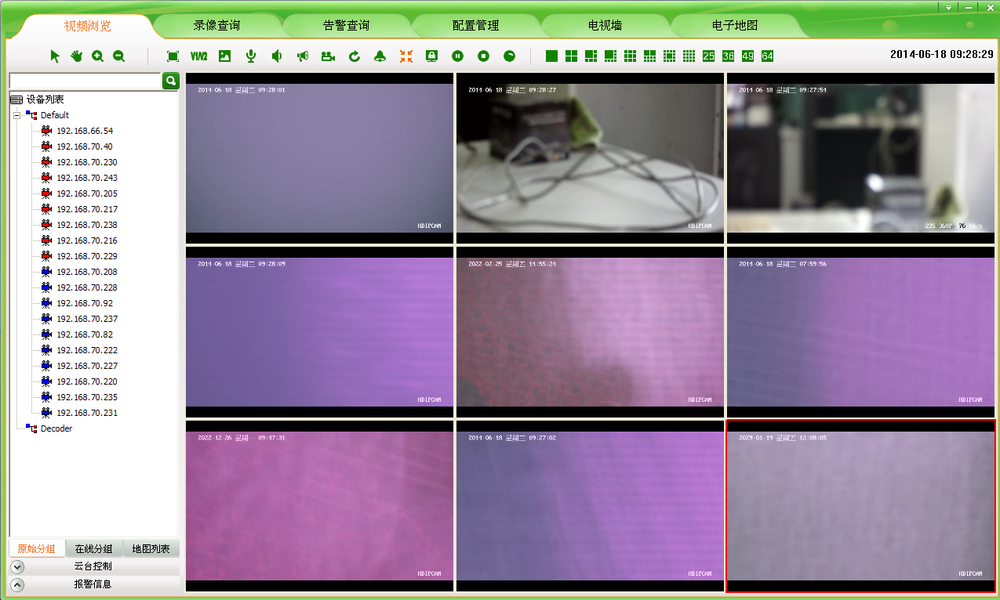 视频浏览
录像查询
告警查询
配置管理
电视墙
电子地图
25
36
49
64
2014-06-18 09:28:29
设备列表
Default
192.168.66.54
192.168.70.40
192.168.70.230
192.168.70.243
192.168.70.205
192.168.70.217
192.168.70.238
192.168.70.216
192.168.70.229
192.168.70.208
192.168.70.228
192.168.70.92
192.168.70.237
192.168.70.82
192.168.70.222
192.168.70.227
192.168.70.220
192.168.70.235
192.168.70.231
Decoder
原始分组
在线分组
地图列表
云台控制
报警信息
2014-06-18 星期三 09:28:01
HDIPCAM
2014-06-18 星期三 09:28:27
HDIPCAM
2014-06-18 星期三 09:27:54
2014-06-18 星期三 09:28:09
HDIPCAM
2022-02-25 星期五 14:55:24
HDIPCAM
2014-06-18 星期三 07:59:56
HDIPCAM
2022-12-26 星期一 09:47:31
HDIPCAM
2014-06-18 星期三 09:27:02
HDIPCAM
2029-01-19 星期五 12:08:05
HDIPCAM